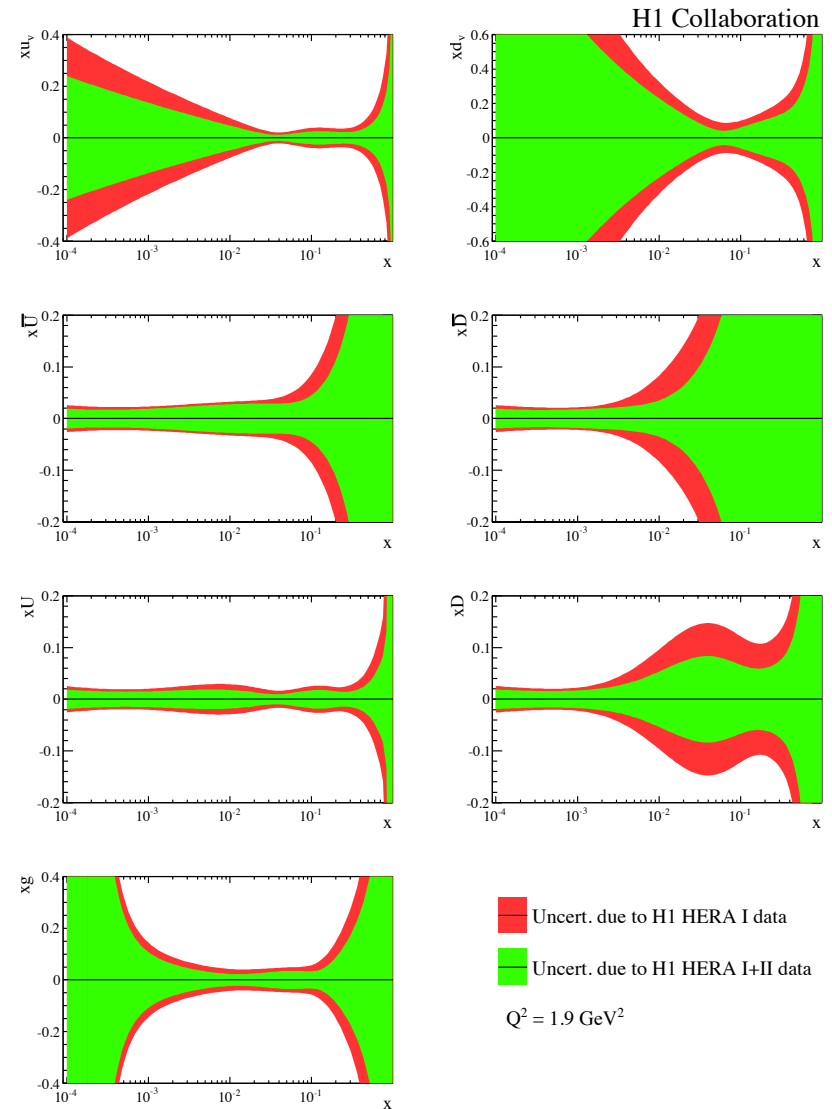 H1 Collaboration
xu_v
0.4
0.2
0
-0.2
-0.4
10^-4 10^-3 10^-2 10^-1 x
xd_v
0.6
0.4
0.2
0
-0.2
-0.4
-0.6
10^-4 10^-3 10^-2 10^-1 x
xU̅
0.2
0.1
0
-0.1
-0.2
10^-4 10^-3 10^-2 10^-1 x
xD̅
0.2
0.1
0
-0.1
-0.2
10^-4 10^-3 10^-2 10^-1 x
xU
0.2
0.1
0
-0.1
-0.2
10^-4 10^-3 10^-2 10^-1 x
xD
0.2
0.1
0
-0.1
-0.2
10^-4 10^-3 10^-2 10^-1 x
xg
0.4
0.2
0
-0.2
-0.4
10^-4 10^-3 10^-2 10^-1 x
Uncert. due to H1 HERA I data
Uncert. due to H1 HERA I+II data
Q² = 1.9 GeV²